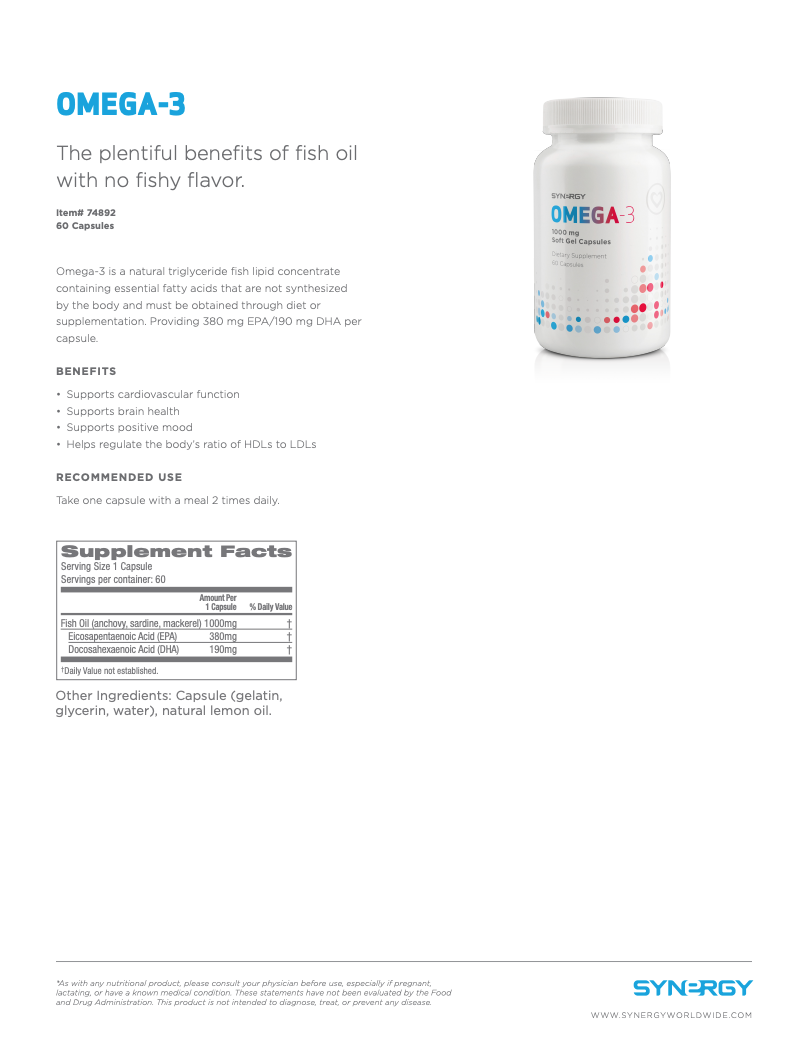 OMEGA-3
The plentiful benefits of fish oil
with no fishy flavor.
Item# 74892
60 Capsules
Omega-3 is a natural triglyceride fish lipid concentrate
containing essential fatty acids that are not synthesized
by the body and must be obtained through diet or
supplementation. Providing 380 mg EPA/190 mg DHA per
capsule.
BENEFITS
• Supports cardiovascular function
• Supports brain health
• Supports positive mood
• Helps regulate the body's ratio of HDLs to LDLs
RECOMMENDED USE
Take one capsule with a meal 2 times daily.
Supplement Facts
Serving Size 1 Capsule
Servings per container: 60
Amount Per
1 Capsule % Daily Value
Fish Oil (anchovy, sardine, mackerel) 1000mg †
Eicosapentaenoic Acid (EPA) 380mg †
Docosahexaenoic Acid (DHA) 190mg †
†Daily Value not established.
Other Ingredients: Capsule (gelatin,
glycerin, water), natural lemon oil.
SYNERGY
OMEGA-3
1000 mg
Soft Gel Capsules
Dietary Supplement
60 Capsules
*As with any nutritional product, please consult your physician before use, especially if pregnant,
lactating, or have a known medical condition. These statements have not been evaluated by the Food
and Drug Administration. This product is not intended to diagnose, treat, or prevent any disease.
SYNERGY
WWW.SYNERGYWORLDWIDE.COM